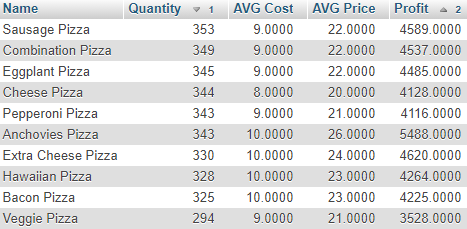 Name Quantity 1 AVG Cost AVG Price Profit 2
Sausage Pizza 353 9.0000 22.0000 4589.0000
Combination Pizza 349 9.0000 22.0000 4537.0000
Eggplant Pizza 345 9.0000 22.0000 4485.0000
Cheese Pizza 344 8.0000 20.0000 4128.0000
Pepperoni Pizza 343 9.0000 21.0000 4116.0000
Anchovies Pizza 343 10.0000 26.0000 5488.0000
Extra Cheese Pizza 330 10.0000 24.0000 4620.0000
Hawaiian Pizza 328 10.0000 23.0000 4264.0000
Bacon Pizza 325 10.0000 23.0000 4225.0000
Veggie Pizza 294 9.0000 21.0000 3528.0000